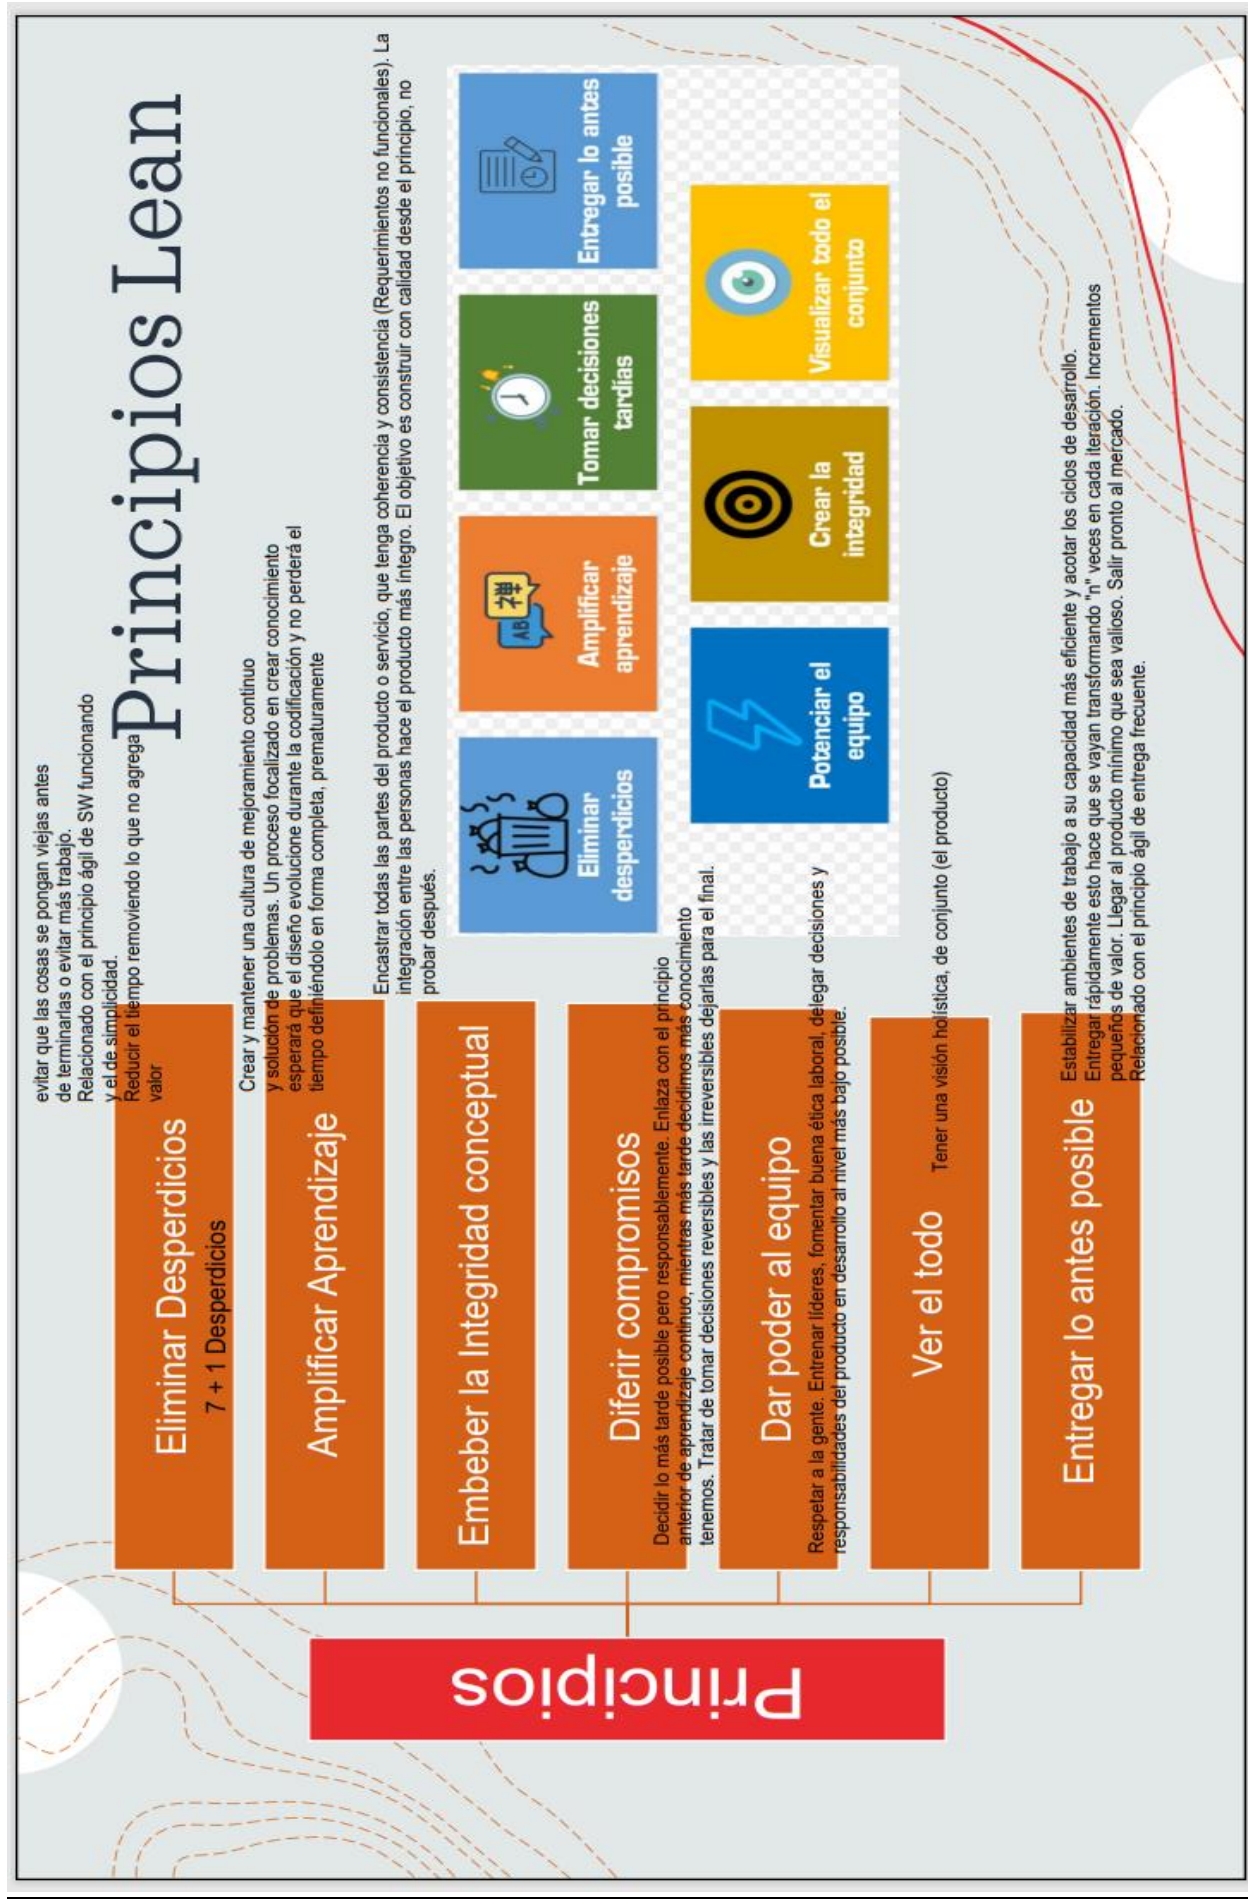 Principios Lean
Principios
evitar que las cosas se pongan viejas antes
de terminarlas o evitar más trabajo.
Relacionado con el principio ágil de SW funcionando
y el de simplicidad.
Reducir el tiempo removiendo lo que no agrega
valor
Eliminar Desperdicios
7 + 1 Desperdicios
Crear y mantener una cultura de mejoramiento continuo
y solución de problemas. Un proceso focalizado en crear conocimiento
esperará que el diseño evolucione durante la codificación y no perderá el
tiempo definiéndolo en forma completa, prematuramente
Amplificar Aprendizaje
Encastrar todas las partes del producto o servicio, que tenga coherencia y consistencia (Requerimientos no funcionales). La
integración entre las personas hace el producto más íntegro. El objetivo es construir con calidad desde el principio, no
probar después.
Embeber la Integridad conceptual
Diferir compromisos
Decidir lo más tarde posible pero responsablemente. Enlaza con el principio
anterior de aprendizaje continuo, mientras más tarde decidimos más conocimiento
tenemos. Tratar de tomar decisiones reversibles y las irreversibles dejarlas para el final.
Dar poder al equipo
Respetar a la gente. Entrenar líderes, fomentar buena ética laboral, delegar decisiones y
responsabilidades del producto en desarrollo al nivel más bajo posible.
Ver el todo
Tener una visión holística, de conjunto (el producto)
Entregar lo antes posible
Estabilizar ambientes de trabajo a su capacidad más eficiente y acotar los ciclos de desarrollo.
Entregar rápidamente esto hace que se vayan transformando "n" veces en cada iteración. Incrementos
pequeños de valor. Llegar al producto mínimo que sea valioso. Salir pronto al mercado.
Relacionado con el principio ágil de entrega frecuente.
Eliminar
desperdicios
AB
禅
Amplificar
aprendizaje
Tomar decisiones
tardías
Entregar lo antes
posible
Potenciar el
equipo
Crear la
integridad
Visualizar todo el
conjunto